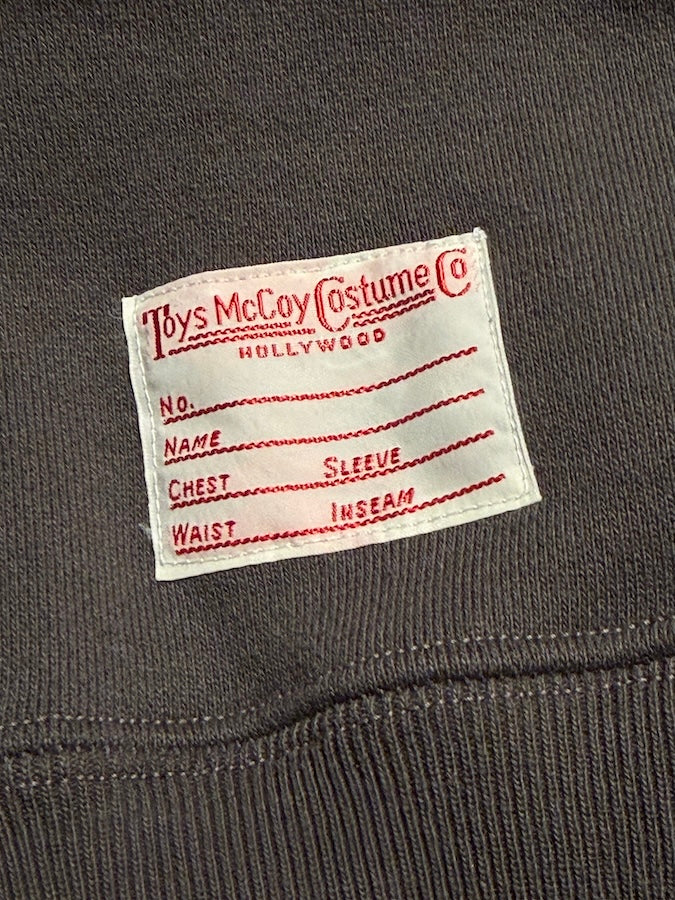 Toys McCoy Costume Co
HOLLYWOOD
NO.
NAME
CHEST SLEEVE
WAIST INSEAM